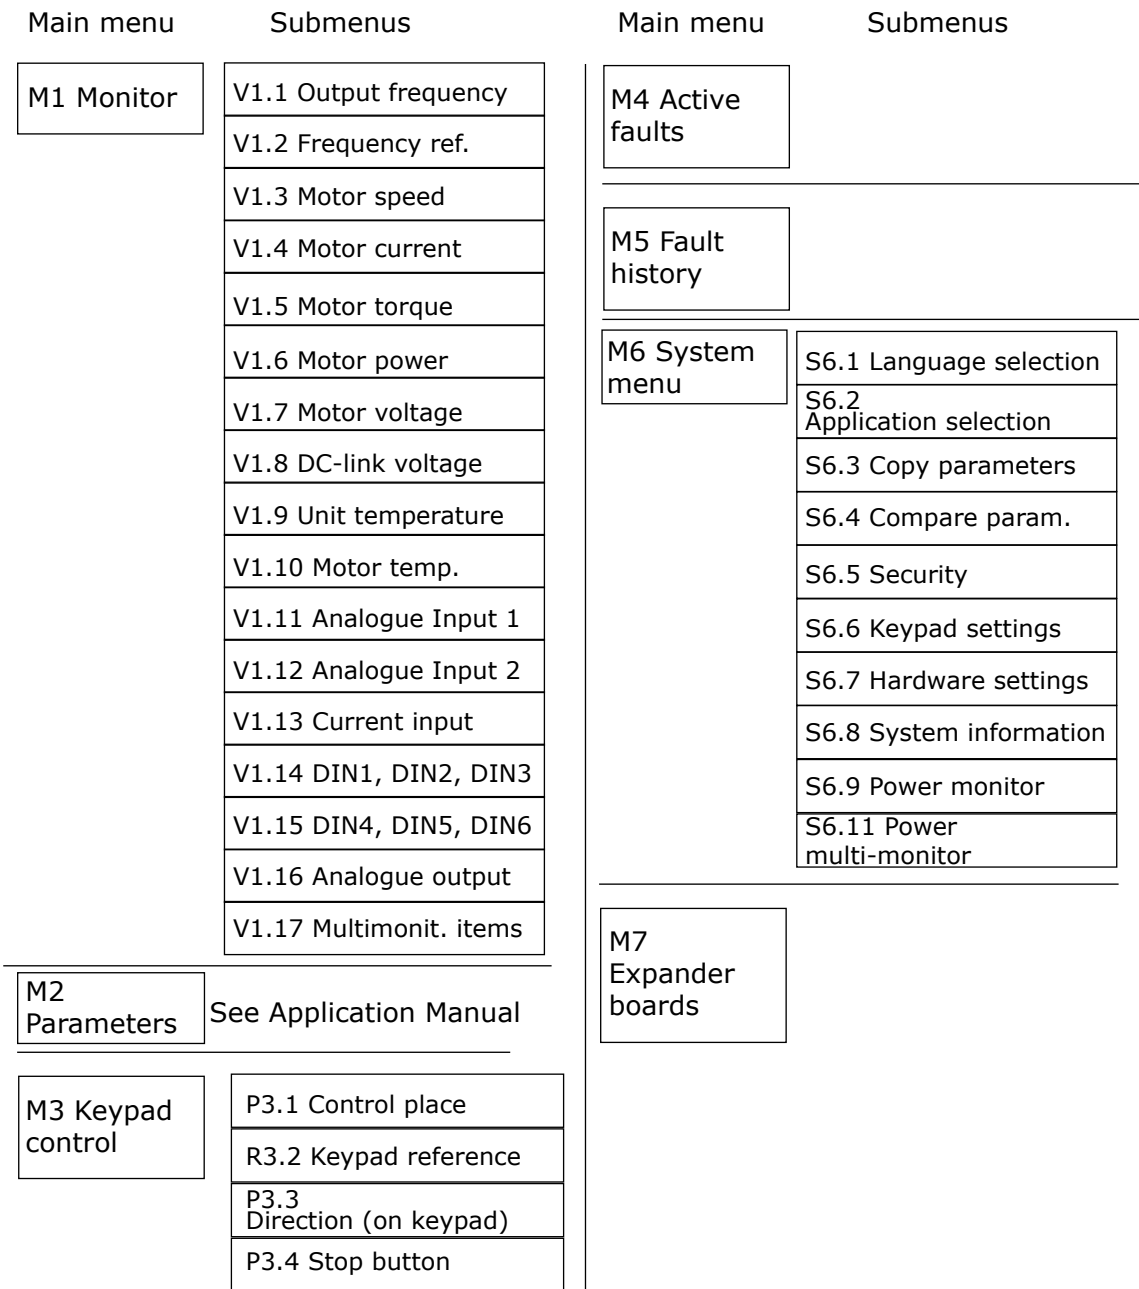 Main menu
Submenus
M1 Monitor
V1.1 Output frequency
V1.2 Frequency ref.
V1.3 Motor speed
V1.4 Motor current
V1.5 Motor torque
V1.6 Motor power
V1.7 Motor voltage
V1.8 DC-link voltage
V1.9 Unit temperature
V1.10 Motor temp.
V1.11 Analogue Input 1
V1.12 Analogue Input 2
V1.13 Current input
V1.14 DIN1, DIN2, DIN3
V1.15 DIN4, DIN5, DIN6
V1.16 Analogue output
V1.17 Multimonit. items
M2
Parameters
See Application Manual
M3 Keypad
control
P3.1 Control place
R3.2 Keypad reference
P3.3
Direction (on keypad)
P3.4 Stop button
Main menu
Submenus
M4 Active
faults
M5 Fault
history
M6 System
menu
S6.1 Language selection
S6.2
Application selection
S6.3 Copy parameters
S6.4 Compare param.
S6.5 Security
S6.6 Keypad settings
S6.7 Hardware settings
S6.8 System information
S6.9 Power monitor
S6.11 Power
multi-monitor
M7
Expander
boards